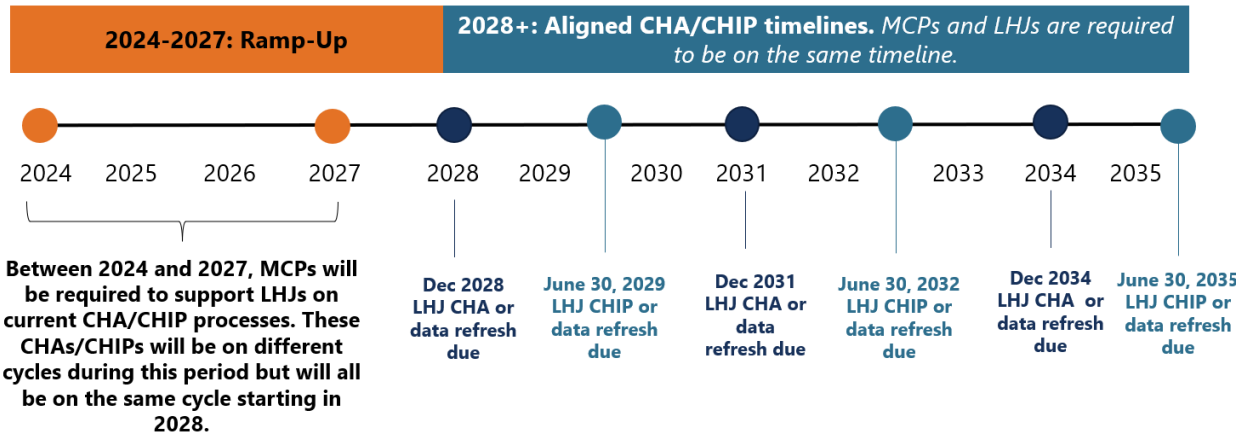 2024-2027: Ramp-Up
2028+: Aligned CHA/CHIP timelines. MCPs and LHJs are required
to be on the same timeline.
2024
2025
2026
2027
2028
2029
2030
2031
2032
2033
2034
2035
Between 2024 and 2027, MCPs will
be required to support LHJs on
current CHA/CHIP processes. These
CHAs/CHIPs will be on different
cycles during this period but will all
be on the same cycle starting in
2028.
Dec 2028
LHJ CHA or
data refresh
due
June 30, 2029
LHJ CHIP or
data refresh
due
Dec 2031
LHJ CHA or
data
refresh due
June 30, 2032
LHJ CHIP or
data refresh
due
Dec 2034
LHJ CHA or
data refresh
due
June 30, 2035
LHJ CHIP or
data refresh
due